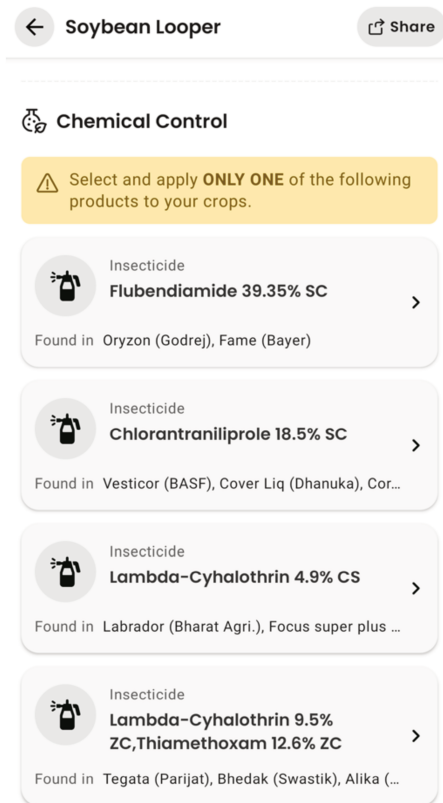 Soybean Looper
Share
Chemical Control
Select and apply ONLY ONE of the following
products to your crops.
Insecticide
Flubendiamide 39.35% SC
Found in Oryzon (Godrej), Fame (Bayer)
Insecticide
Chlorantraniliprole 18.5% SC
Found in Vesticor (BASF), Cover Liq (Dhanuka), Cor...
Insecticide
Lambda-Cyhalothrin 4.9% CS
Found in Labrador (Bharat Agri.), Focus super plus ...
Insecticide
Lambda-Cyhalothrin 9.5%
ZC,Thiamethoxam 12.6% ZC
Found in Tegata (Parijat), Bhedak (Swastik), Alika (...